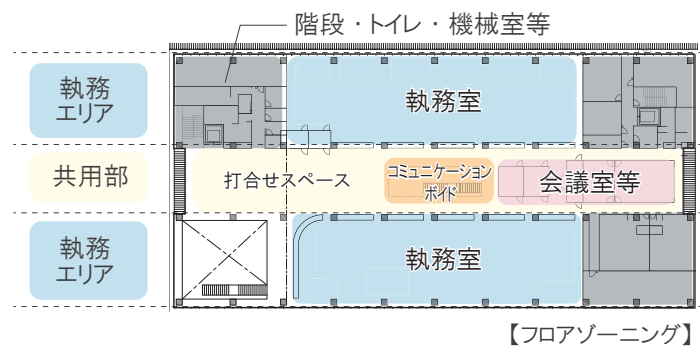 階段・トイレ・機械室等
執務
エリア
執務室
共用部
打合せスペース
コミュニケーション
ボイド
会議室等
執務
エリア
執務室
【フロアゾーニング】